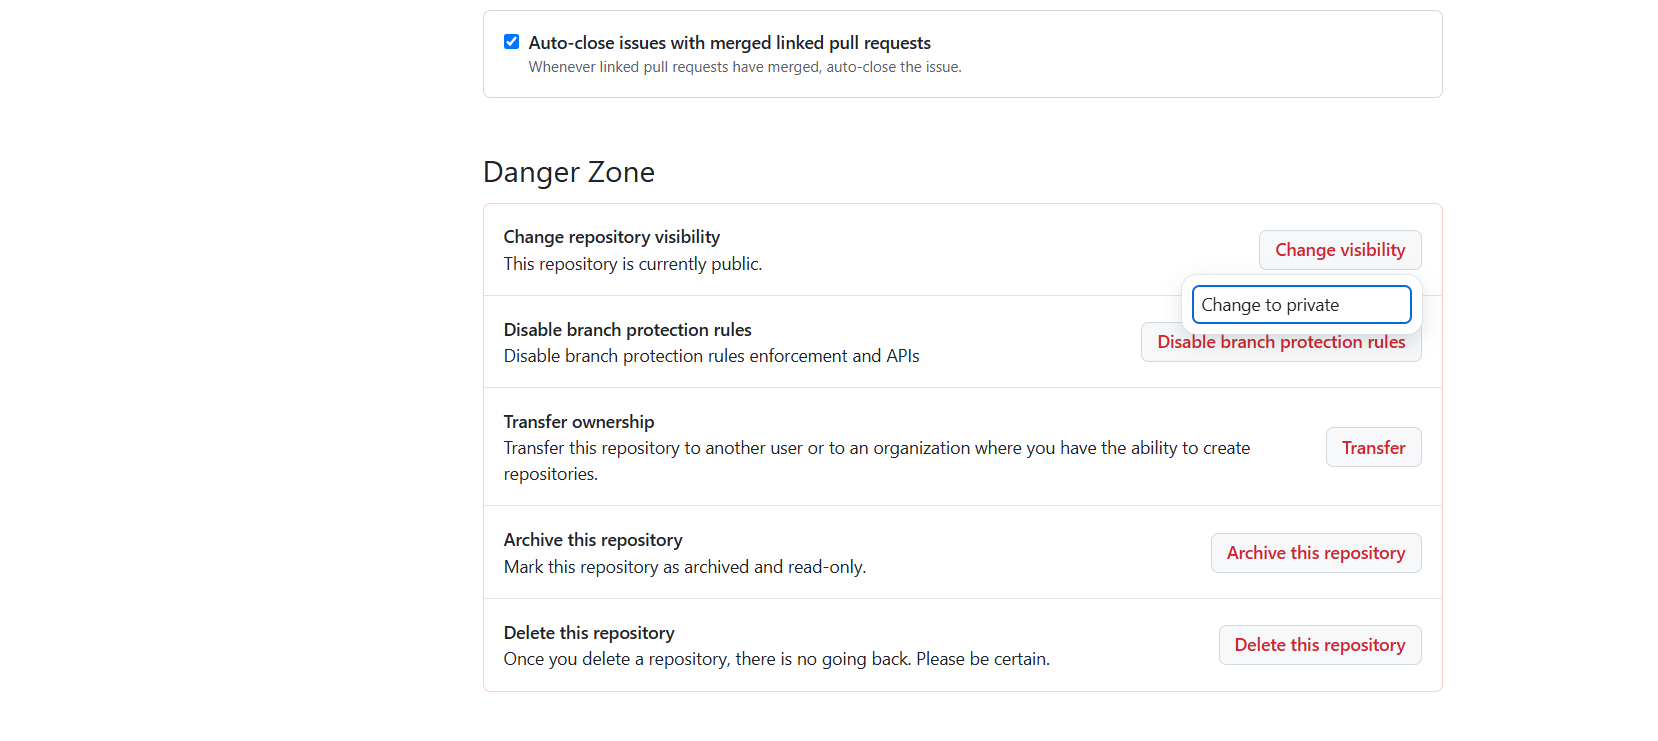 Auto-close issues with merged linked pull requests
Whenever linked pull requests have merged, auto-close the issue.
Danger Zone
Change repository visibility
This repository is currently public.
Change visibility
Change to private
Disable branch protection rules
Disable branch protection rules enforcement and APIs
Disable branch protection rules
Transfer ownership
Transfer this repository to another user or to an organization where you have the ability to create
repositories.
Transfer
Archive this repository
Mark this repository as archived and read-only.
Archive this repository
Delete this repository
Once you delete a repository, there is no going back. Please be certain.
Delete this repository